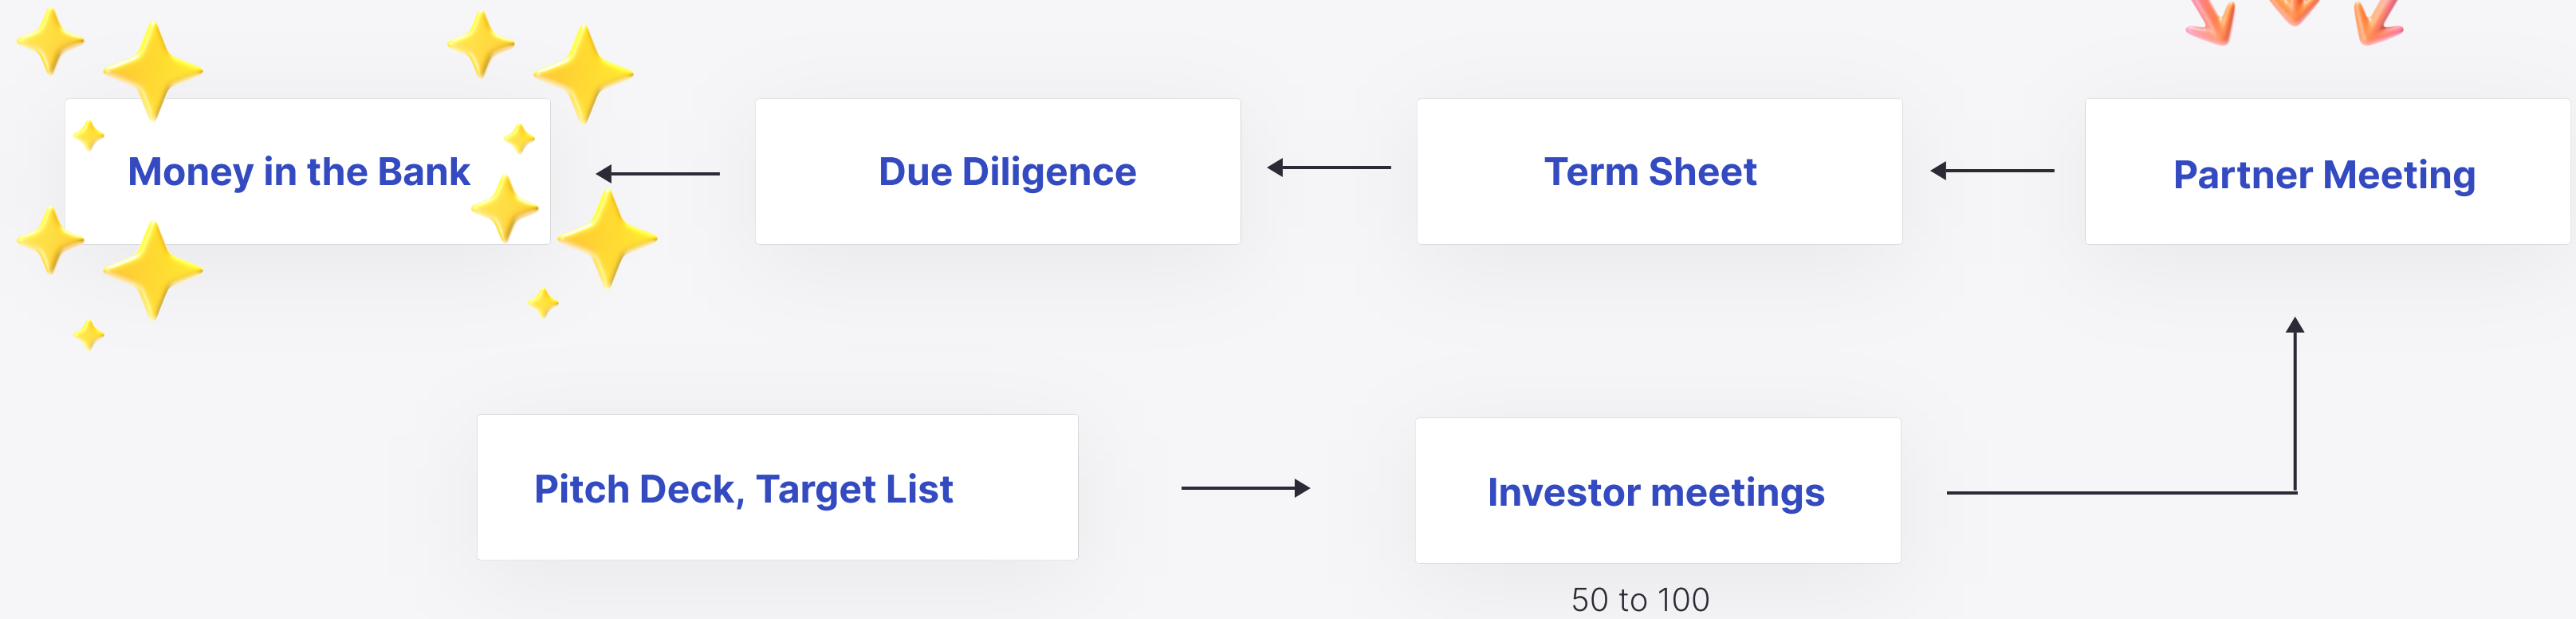 Money in the Bank
Due Diligence
Term Sheet
Partner Meeting
Pitch Deck, Target List
Investor meetings
50 to 100